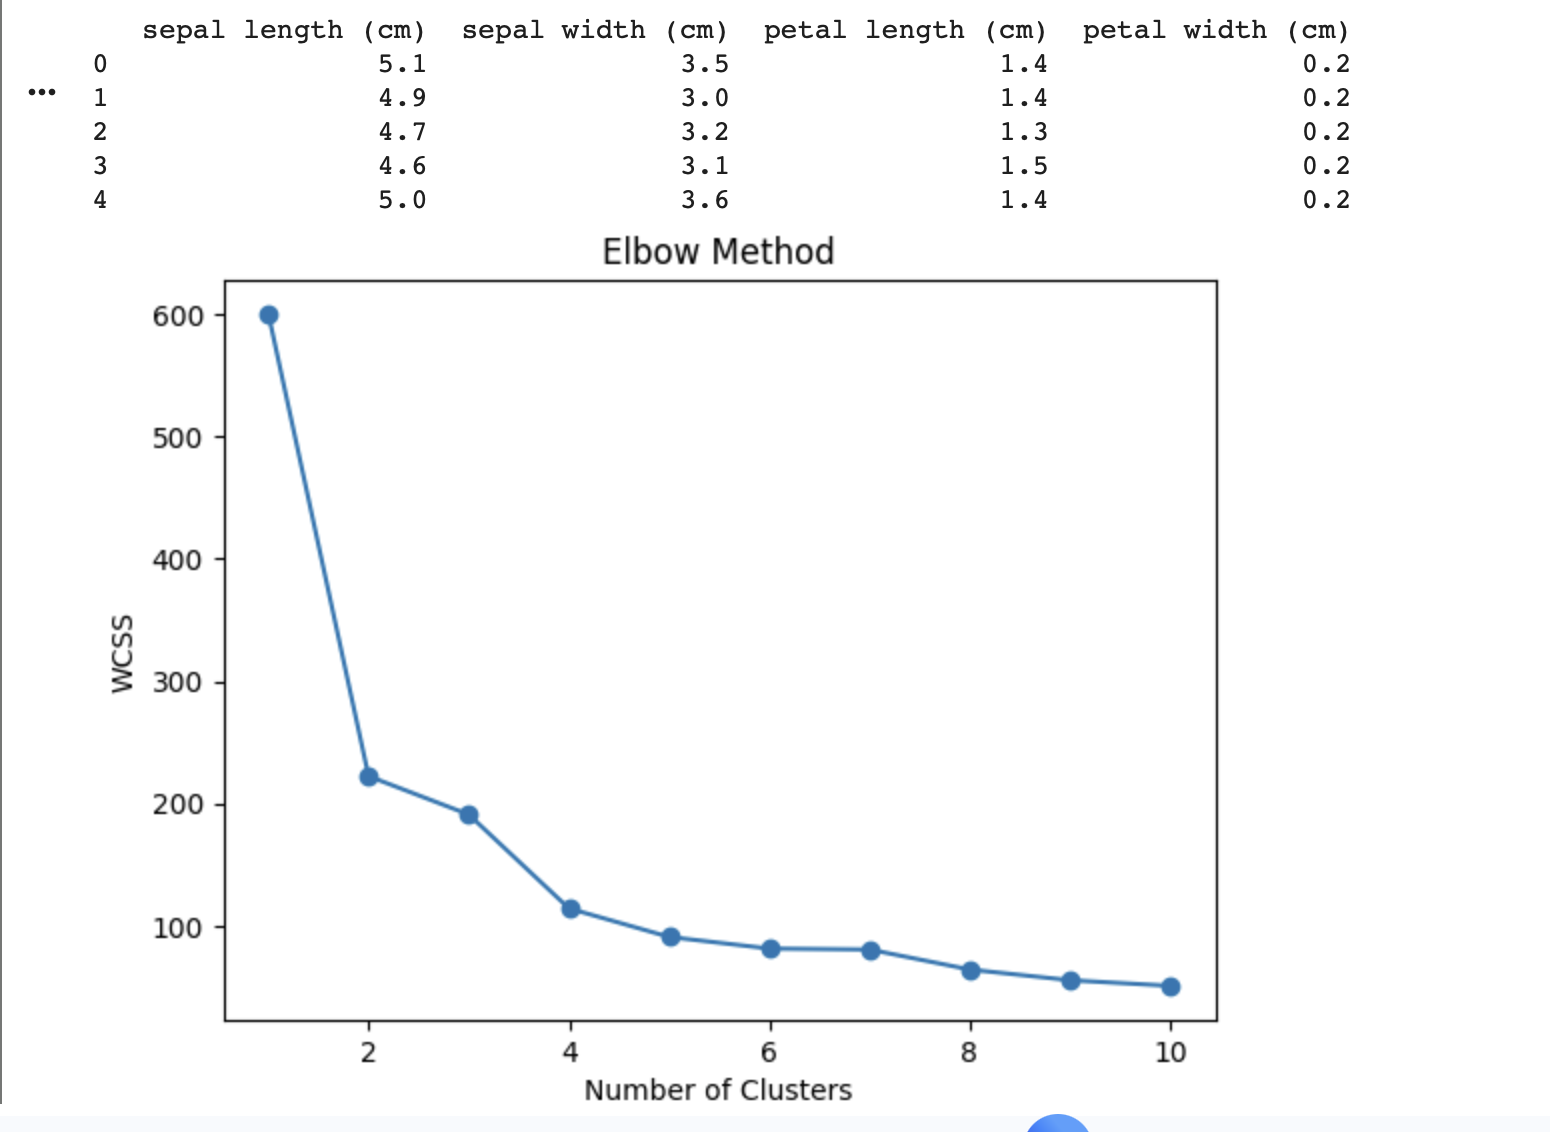 sepal length (cm) sepal width (cm) petal length (cm) petal width (cm)
0 5.1 3.5 1.4 0.2
... 
1 4.9 3.0 1.4 0.2
2 4.7 3.2 1.3 0.2
3 4.6 3.1 1.5 0.2
4 5.0 3.6 1.4 0.2
Elbow Method
600
500
400
300
200
100
WCSS
2 4 6 8 10
Number of Clusters